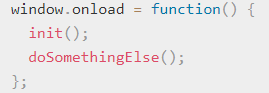 window.onload = function() {
  init();
  doSomethingElse();
};